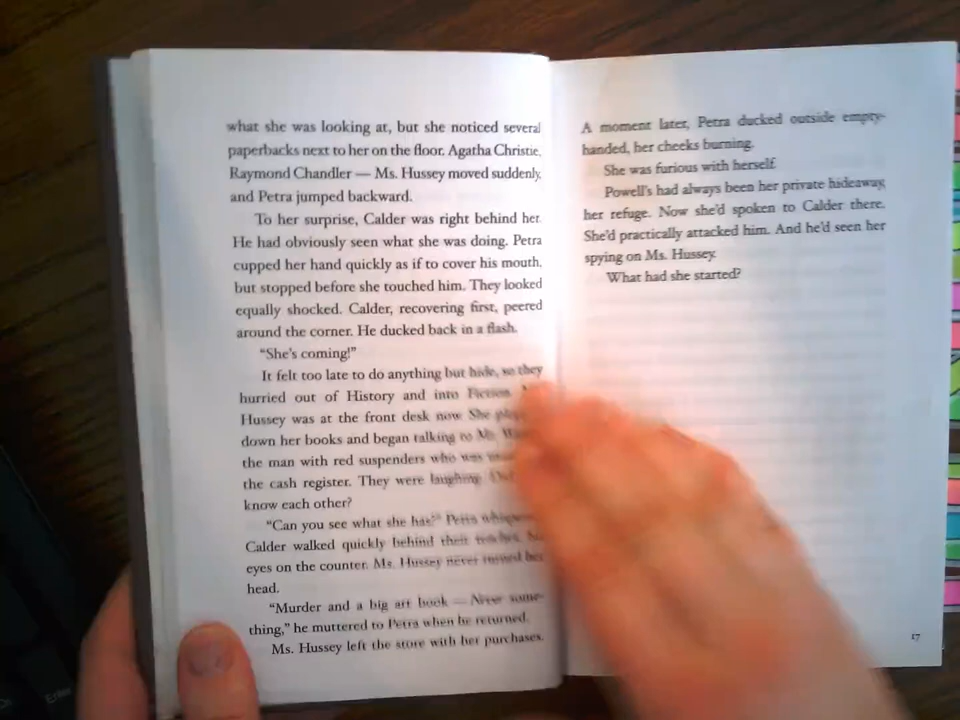 what she was looking at, but she noticed several
paperbacks next to her on the floor. Agatha Christie,
Raymond Chandler — Ms. Hussey moved suddenly,
and Petra jumped backward.
To her surprise, Calder was right behind her.
He had obviously seen what she was doing. Petra
cupped her hand quickly as if to cover his mouth,
but stopped before she touched him. They looked
equally shocked. Calder, recovering first, peered
around the corner. He ducked back in a flash.
“She’s coming!”
It felt too late to do anything but hide, so they
hurried out of History and into Fiction.
Hussey was at the front desk now. She
down her books and began talking to Mr.
the man with red suspenders who was
the cash register. They were laughing.
know each other?
“Can you see what she has?” Petra
Calder walked quickly behind their
eyes on the counter. Ms. Hussey never turned her
head.
“Murder and a big art book — Never some-
thing,” he muttered to Petra when he returned.
Ms. Hussey left the store with her purchases.
A moment later, Petra ducked outside empty-
handed, her cheeks burning.
She was furious with herself.
Powell’s had always been her private hideaway,
her refuge. Now she’d spoken to Calder there.
She’d practically attacked him. And he’d seen her
spying on Ms. Hussey.
What had she started?
17
Enter